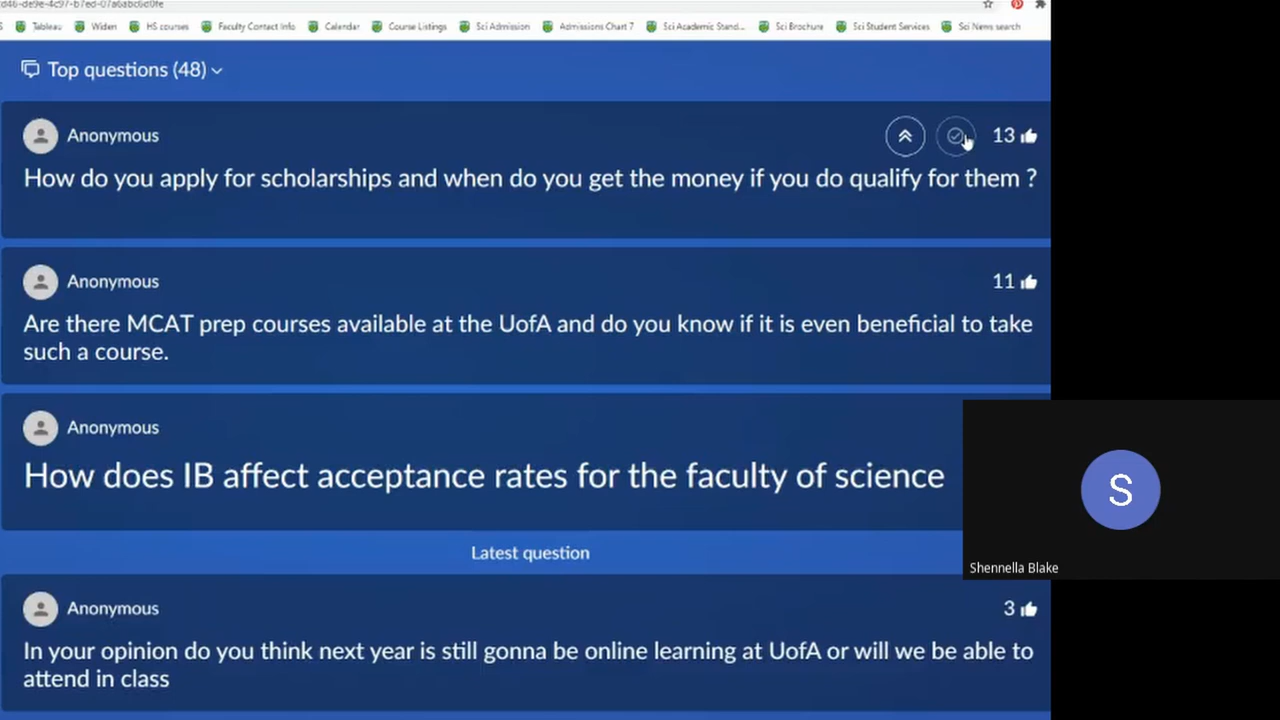 Tableau Widen HS courses Faculty Contact Info Calendar Course Listings Sci Admission Admissions Chart 7 Sci Academic Stand... Sci Brochure Sci Student Services Sci News search
Top questions (48)
Anonymous 13
How do you apply for scholarships and when do you get the money if you do qualify for them ?
Anonymous 11
Are there MCAT prep courses available at the UofA and do you know if it is even beneficial to take
such a course.
Anonymous
How does IB affect acceptance rates for the faculty of science
S
Shennella Blake
Latest question
Anonymous 3
In your opinion do you think next year is still gonna be online learning at UofA or will we be able to
attend in class